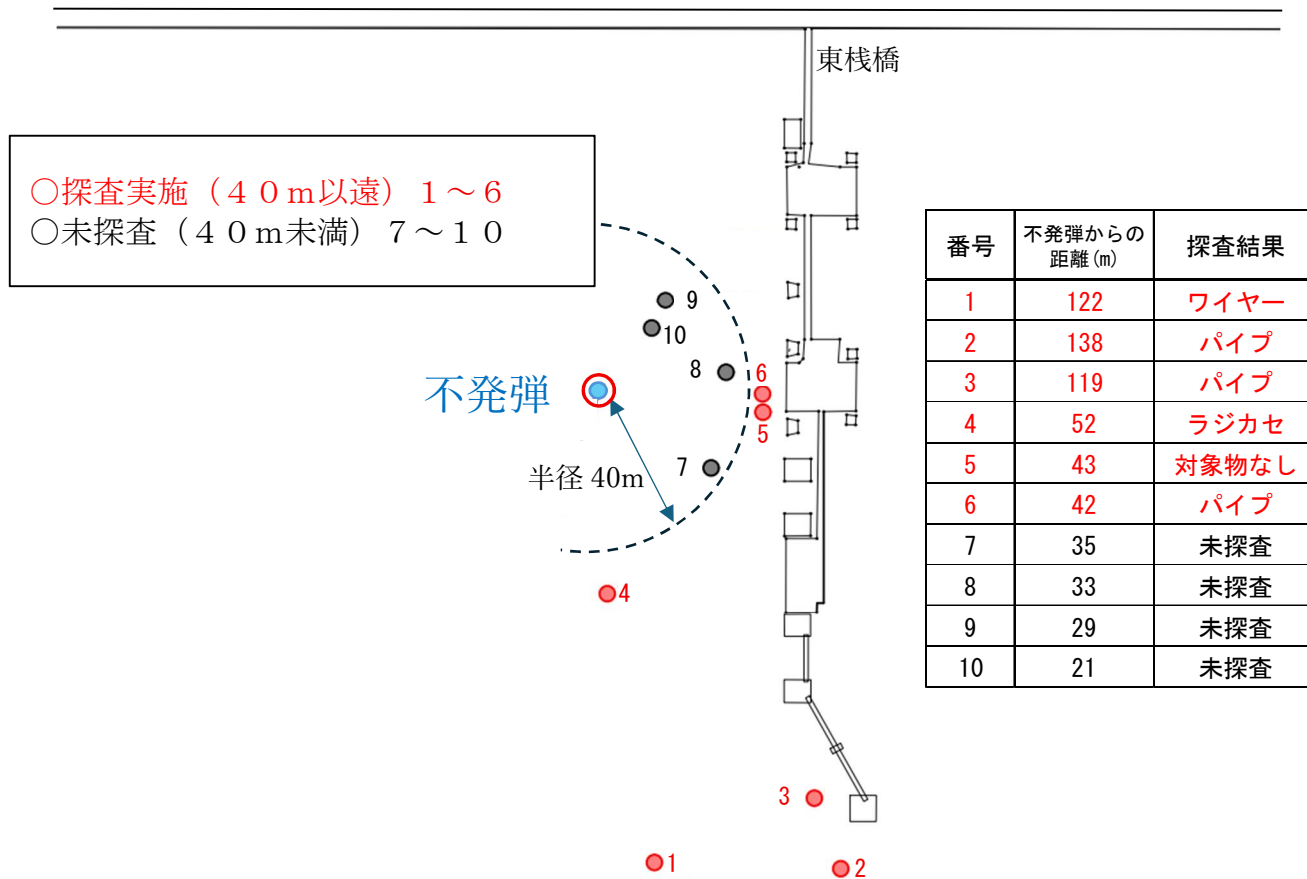 東桟橋
○探査実施（４０ｍ以遠）１～６
○未探査（４０ｍ未満）７～１０
番号 不発弾からの距離(m) 探査結果
1 122 ワイヤー
2 138 パイプ
3 119 パイプ
4 52 ラジカセ
5 43 対象物なし
6 42 パイプ
7 35 未探査
8 33 未探査
9 29 未探査
10 21 未探査
9
10
8
6
不発弾
5
7
半径 40m
4
3
1
2